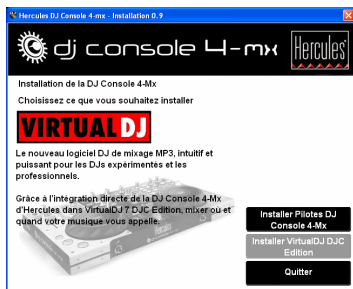 Hercules DJ Console 4-mx - Installation 0.9
dj console 4-mx
Hercules
Installation de la DJ Console 4-Mx
Choisissez ce que vous souhaitez installer
VIRTUAL DJ
Le nouveau logiciel DJ de mixage MP3, intuitif et
puissant pour les DJs expérimentés et les
professionnels.
Grâce à l'intégration directe de la DJ Console 4-Mx
d'Hercules dans VirtualDJ 7 DJC Edition, mixer où et
quand votre musique vous appelle.
Installer Pilotes DJ
Console 4-Mx
Installer VirtualDJ DJC
Edition
Quitter